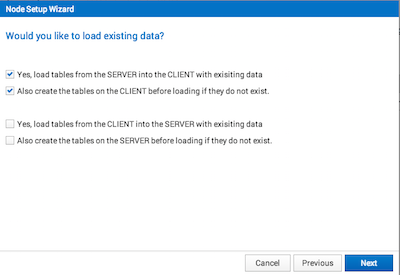 Node Setup Wizard
Would you like to load existing data?
Yes, load tables from the SERVER into the CLIENT with exisiting data
Also create the tables on the CLIENT before loading if they do not exist.
Yes, load tables from the CLIENT into the SERVER with exisiting data
Also create the tables on the SERVER before loading if they do not exist.
Cancel Previous Next